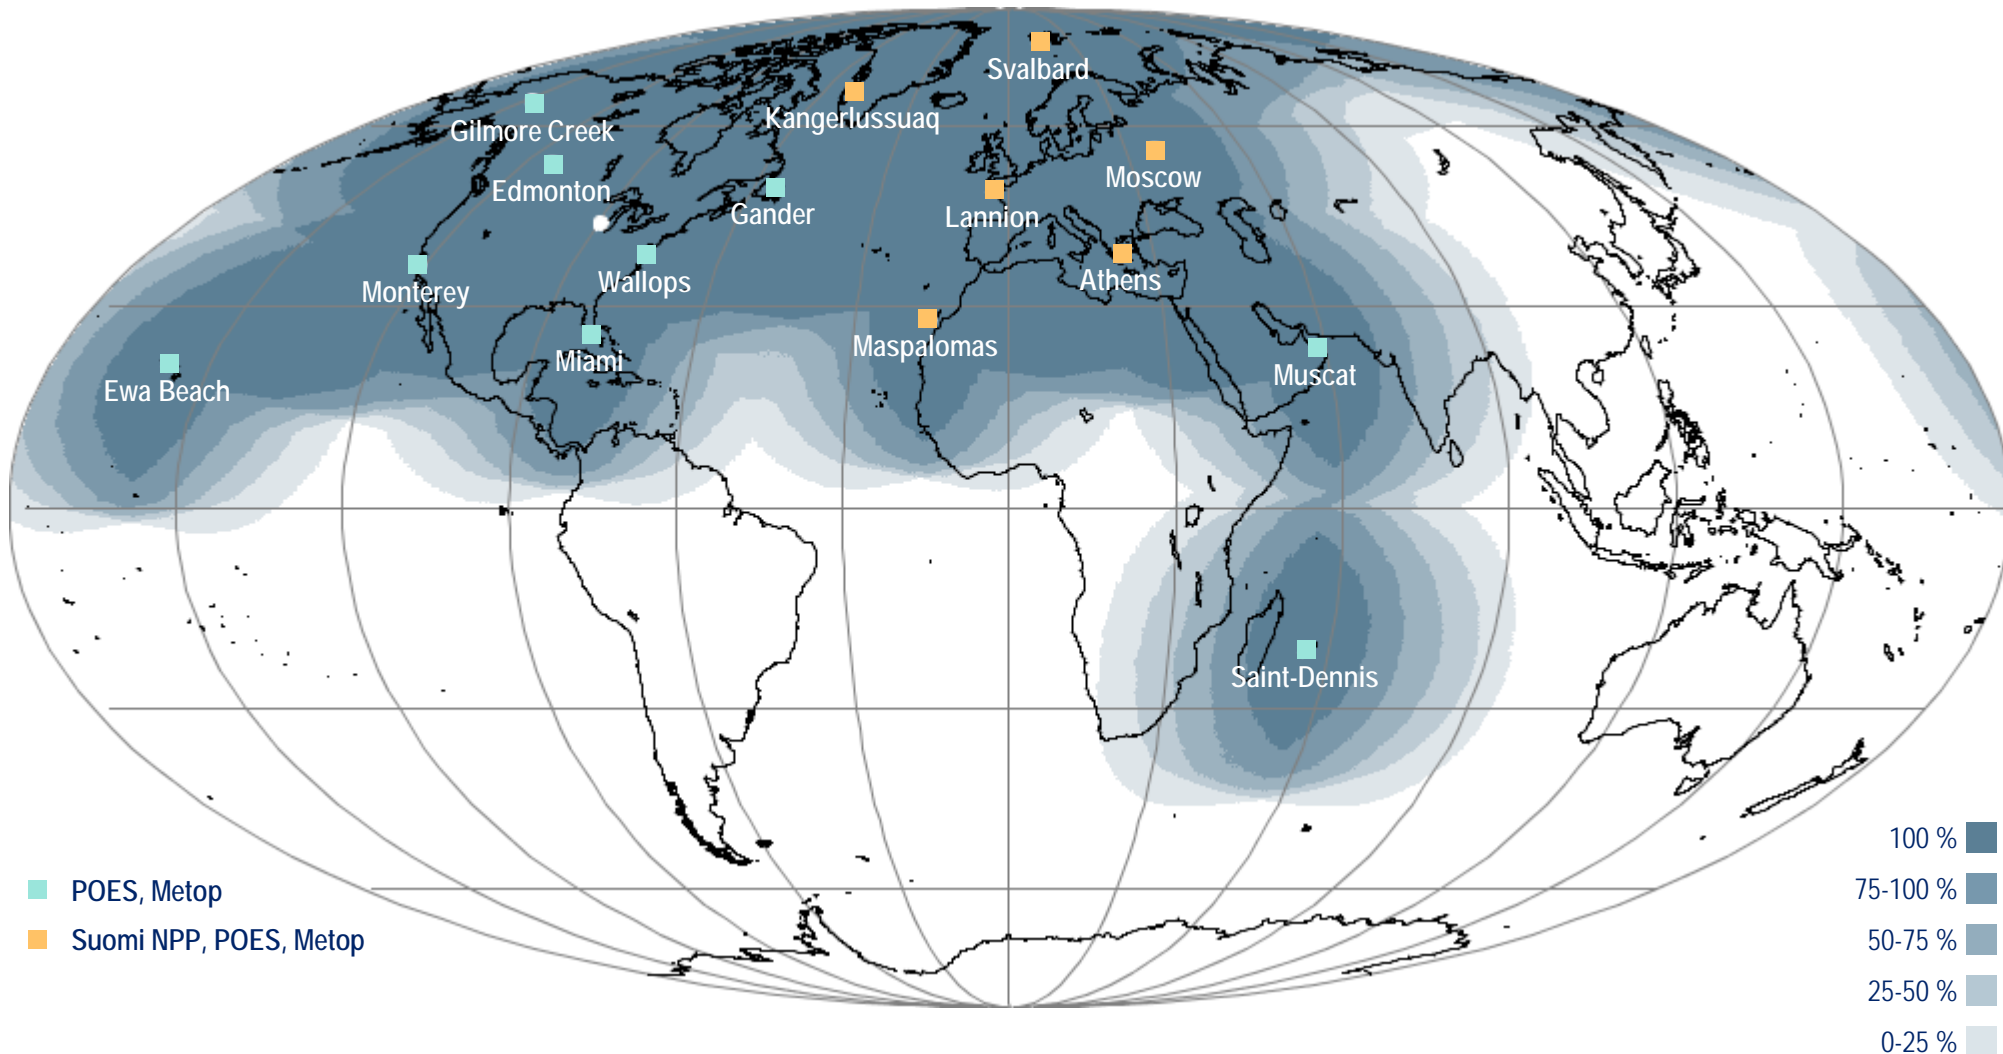 Svalbard
Kangerlussuaq
Gilmore Creek
Moscow
Edmonton
Gander
Lannion
Wallops
Athens
Monterey
Maspalomas
Miami
Muscat
Ewa Beach
Saint-Dennis
POES, Metop
Suomi NPP, POES, Metop
100 %
75-100 %
50-75 %
25-50 %
0-25 %